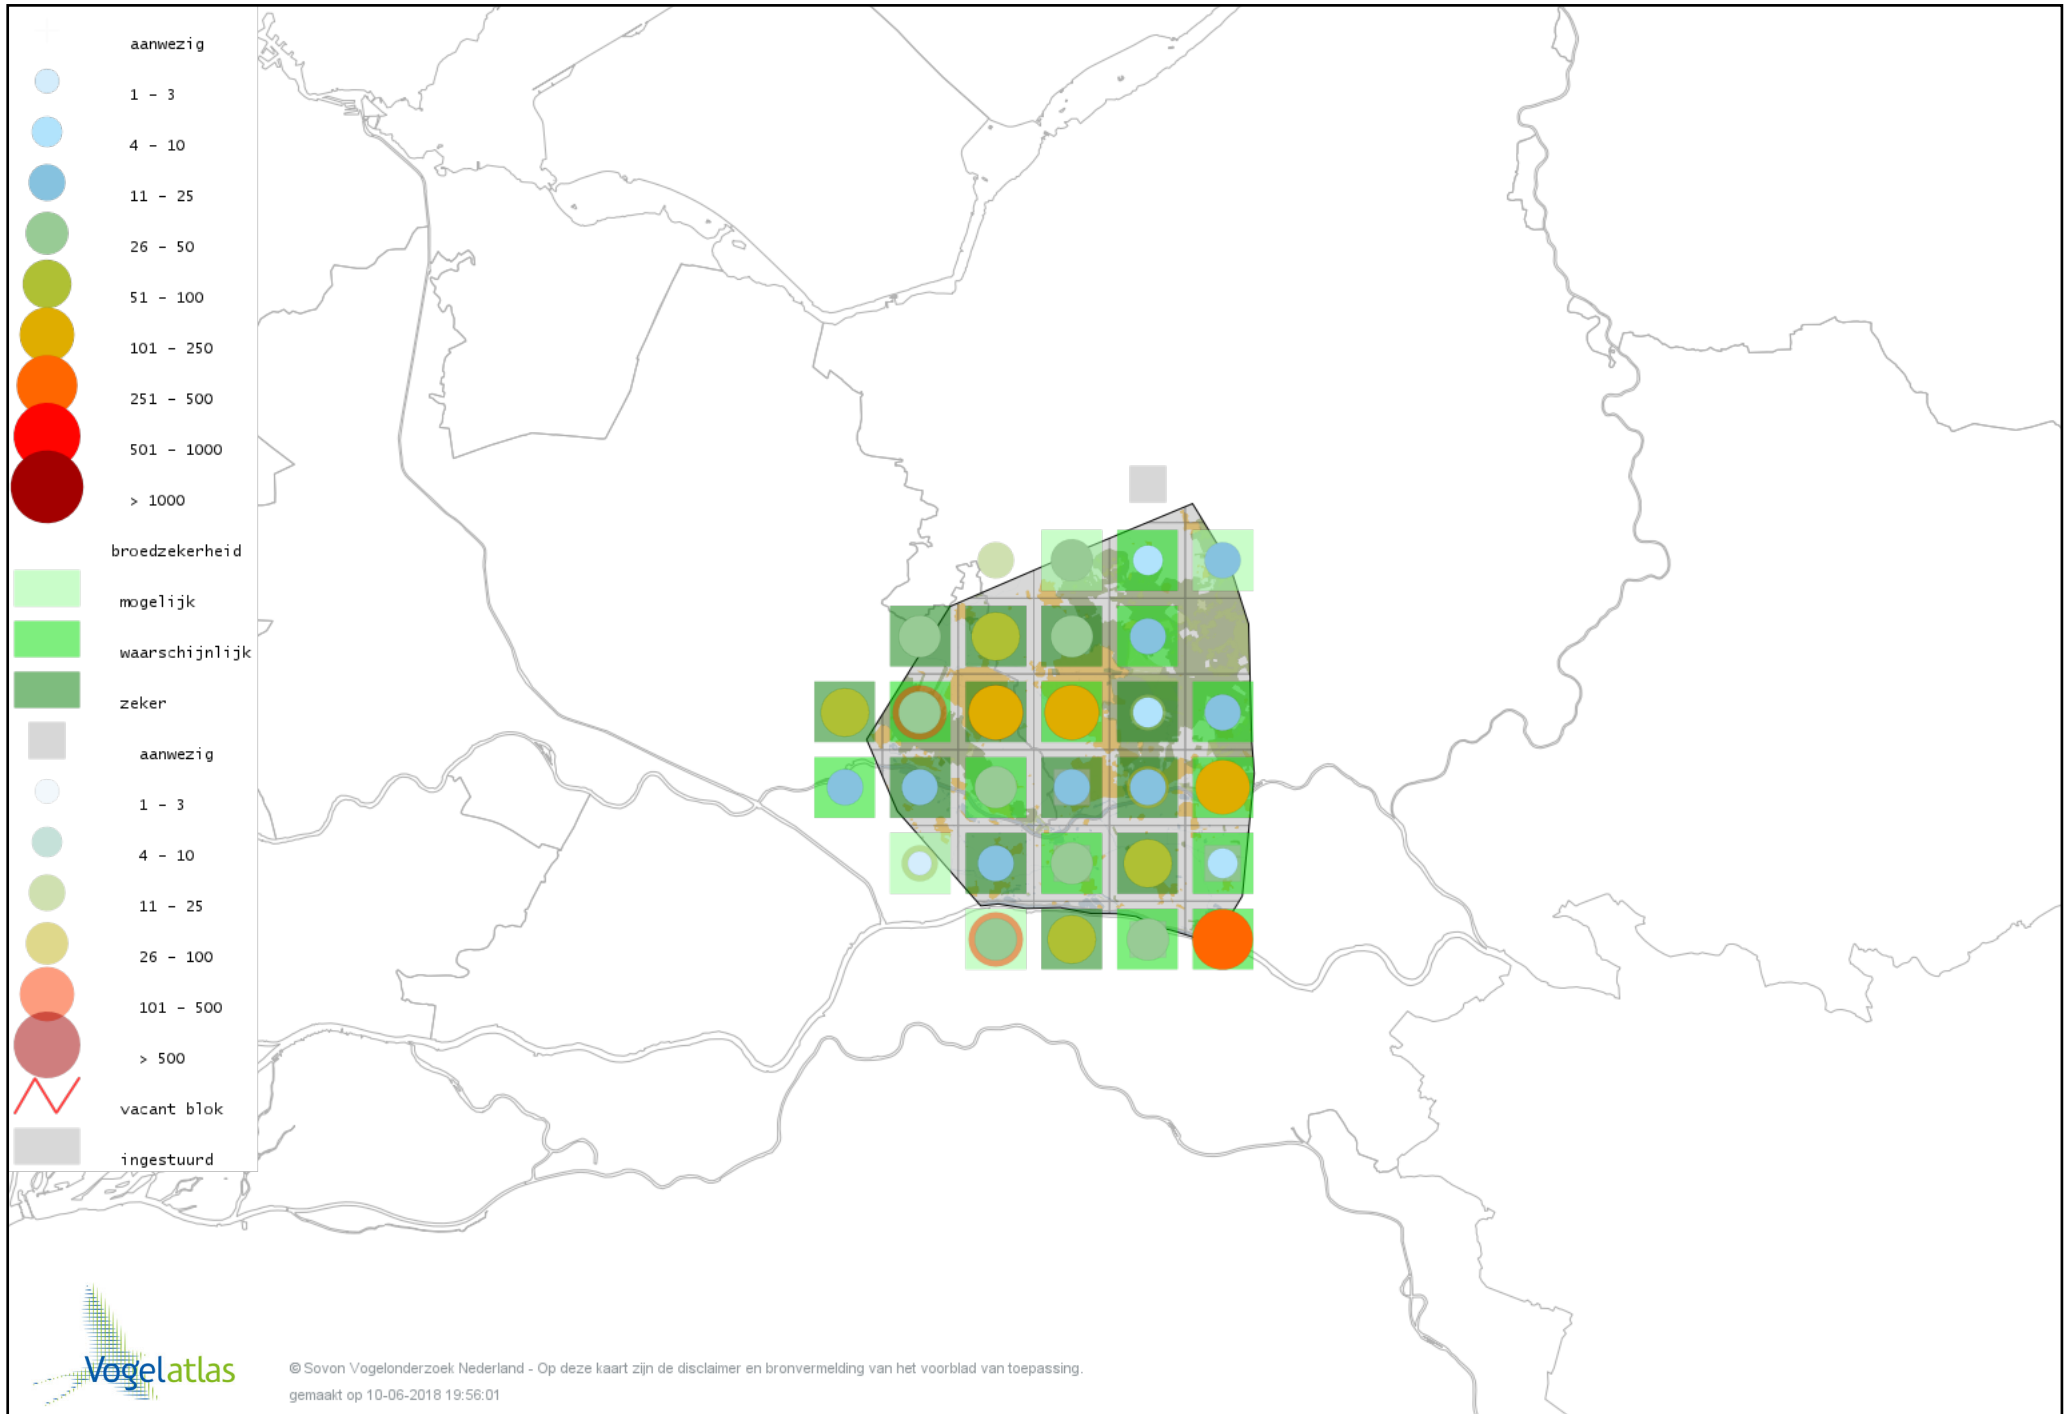 aanwezig
1 - 3
4 - 10
11 - 25
26 - 50
51 - 100
101 - 250
251 - 500
501 - 1000
> 1000
broedzekerheid
mogelijk
waarschijnlijk
zeker
aanwezig
1 - 3
4 - 10
11 - 25
26 - 100
101 - 500
> 500
vacant blok
ingestuurd
Vogelatlas
© Sovon Vogelonderzoek Nederland - Op deze kaart zijn de disclaimer en bronvermelding van het voorblad van toepassing.
gemaakt op 10-06-2018 19:56:01